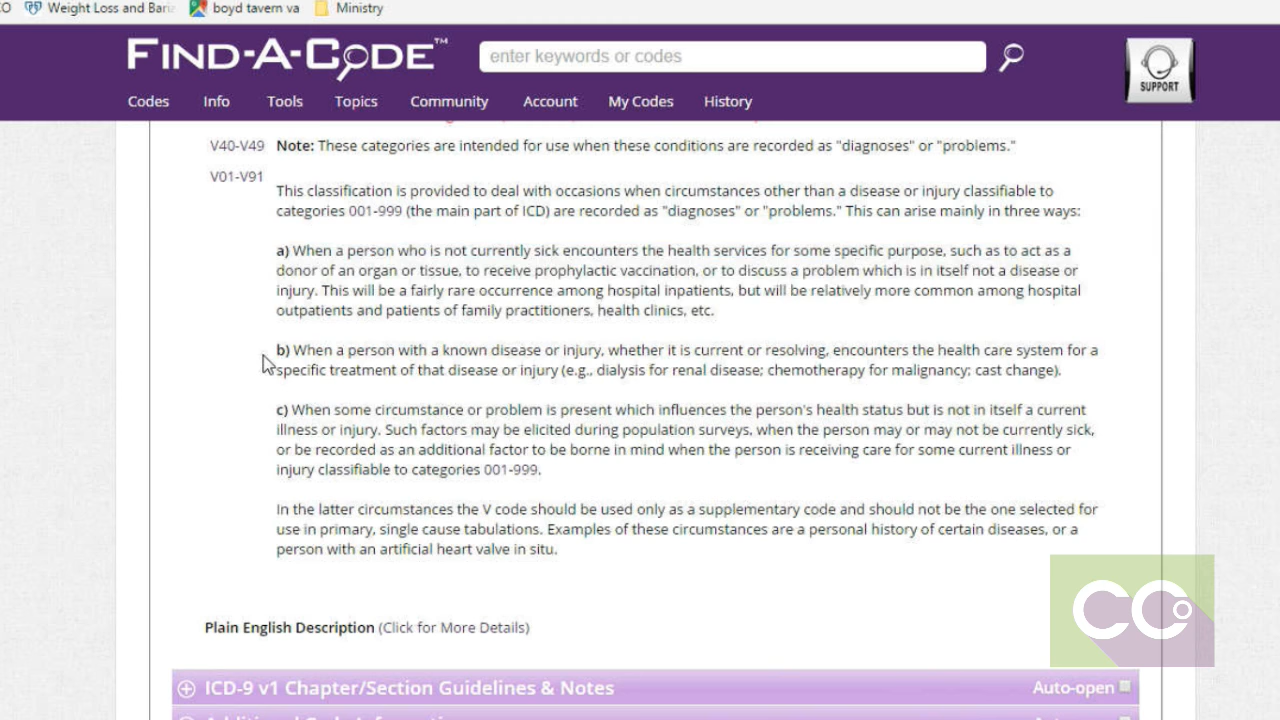 Weight Loss and Baria boyd tavern va Ministry
FIND-A-CODE™ enter keywords or codes SUPPORT
Codes Info Tools Topics Community Account My Codes History
V40-V49 Note: These categories are intended for use when these conditions are recorded as "diagnoses" or "problems."
V01-V91
This classification is provided to deal with occasions when circumstances other than a disease or injury classifiable to
categories 001-999 (the main part of ICD) are recorded as "diagnoses" or "problems." This can arise mainly in three ways:
a) When a person who is not currently sick encounters the health services for some specific purpose, such as to act as a
donor of an organ or tissue, to receive prophylactic vaccination, or to discuss a problem which is in itself not a disease or
injury. This will be a fairly rare occurrence among hospital inpatients, but will be relatively more common among hospital
outpatients and patients of family practitioners, health clinics, etc.
b) When a person with a known disease or injury, whether it is current or resolving, encounters the health care system for a
specific treatment of that disease or injury (e.g., dialysis for renal disease; chemotherapy for malignancy; cast change).
c) When some circumstance or problem is present which influences the person's health status but is not in itself a current
illness or injury. Such factors may be elicited during population surveys, when the person may or may not be currently sick,
or be recorded as an additional factor to be borne in mind when the person is receiving care for some current illness or
injury classifiable to categories 001-999.
In the latter circumstances the V code should be used only as a supplementary code and should not be the one selected for
use in primary, single cause tabulations. Examples of these circumstances are a personal history of certain diseases, or a
person with an artificial heart valve in situ.
CCO
Plain English Description (Click for More Details)
ICD-9 v1 Chapter/Section Guidelines & Notes Auto-open